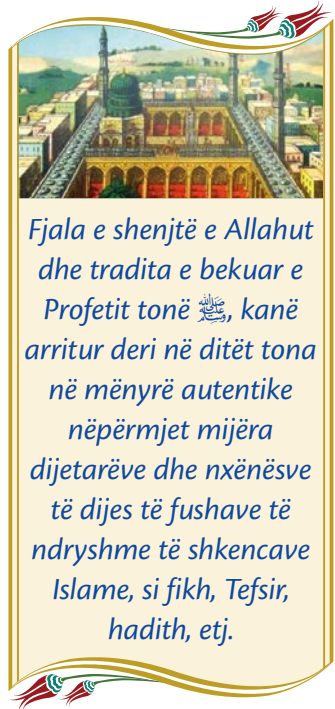 Fjala e shenjtë e Allahut
dhe tradita e bekuar e
Profetit tonë ﷺ, kanë
arritur deri në ditët tona
në mënyrë autentike
nëpërmjet mijëra
dijetarëve dhe nxënësve
të dijes të fushave të
ndryshme të shkencave
Islame, si fikh, Tefsir,
hadith, etj.